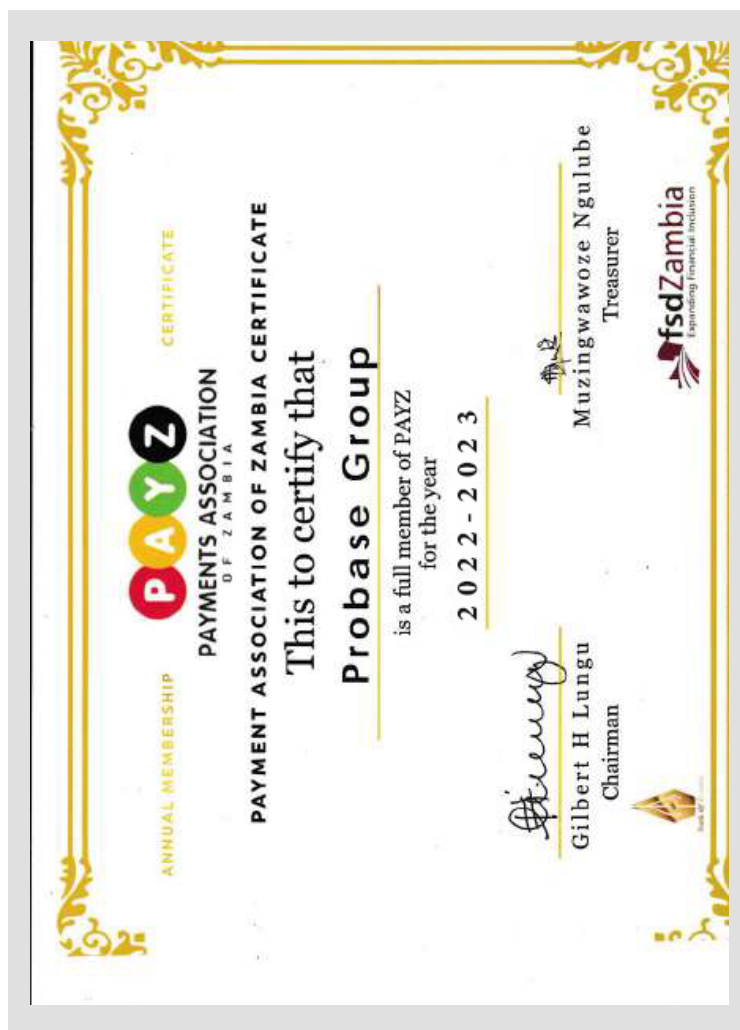 ANNUAL MEMBERSHIP
PAYZ
CERTIFICATE
PAYMENTS ASSOCIATION
OF ZAMBIA
PAYMENT ASSOCIATION OF ZAMBIA CERTIFICATE
This to certify that
Probase Group
is a full member of PAYZ
for the year
2022-2023
Gilbert H Lungu
Chairman
Muzingwawoze Ngulube
Treasurer
fsdZambia
Expanding Financial Inclusion